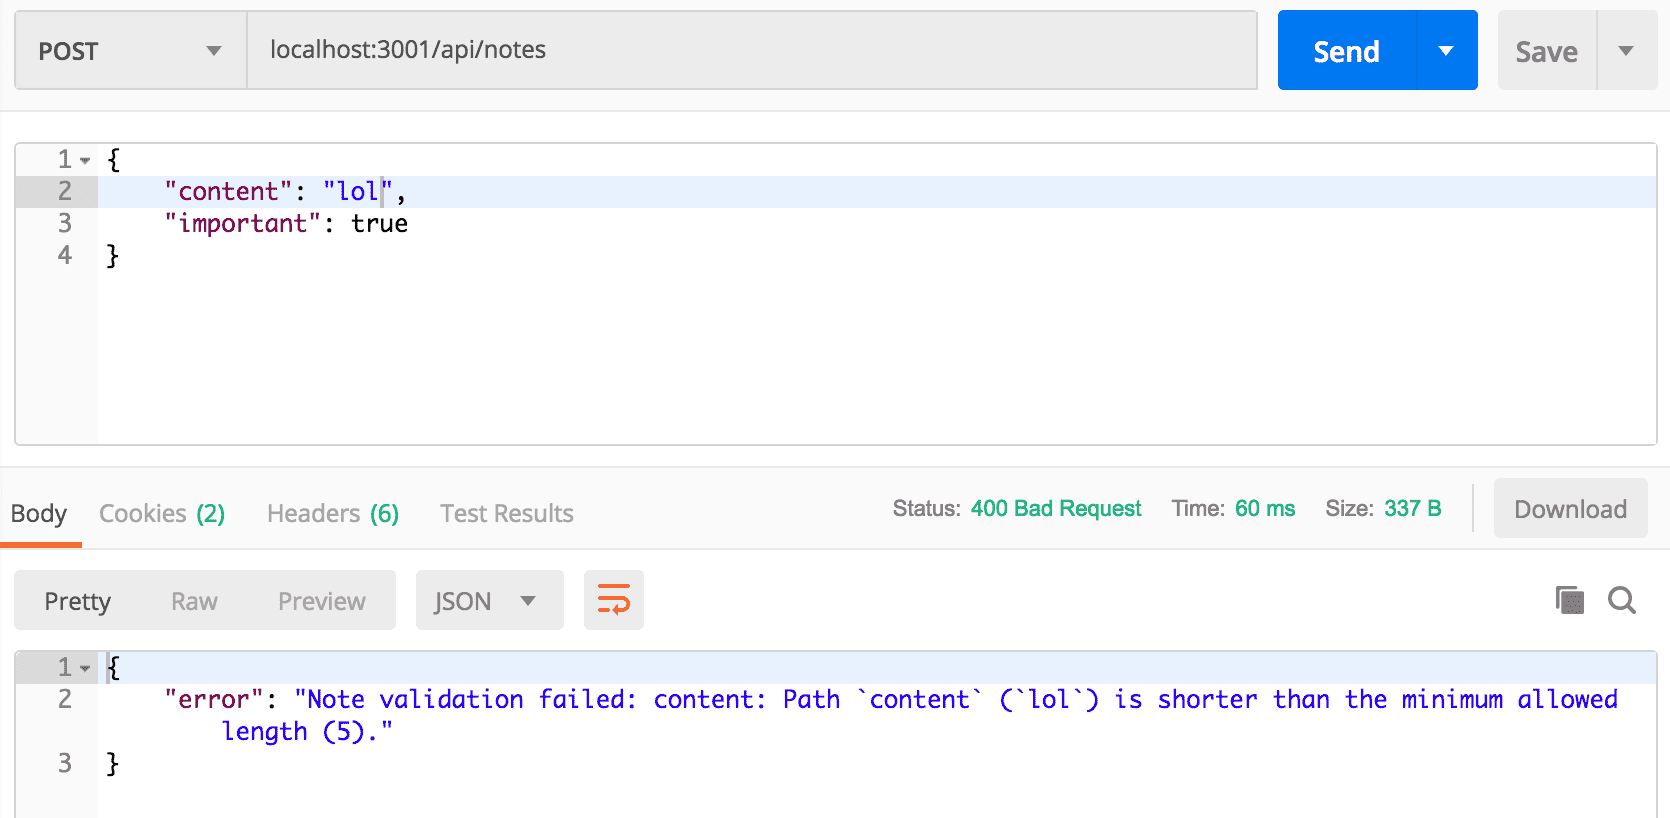 POST localhost:3001/api/notes Send Save
1 {
2 "content": "lol",
3 "important": true
4 }
Body Cookies (2) Headers (6) Test Results Status: 400 Bad Request Time: 60 ms Size: 337 B Download
Pretty Raw Preview JSON
1 {
2 "error": "Note validation failed: content: Path `content` (`lol`) is shorter than the minimum allowed
length (5)."
3 }